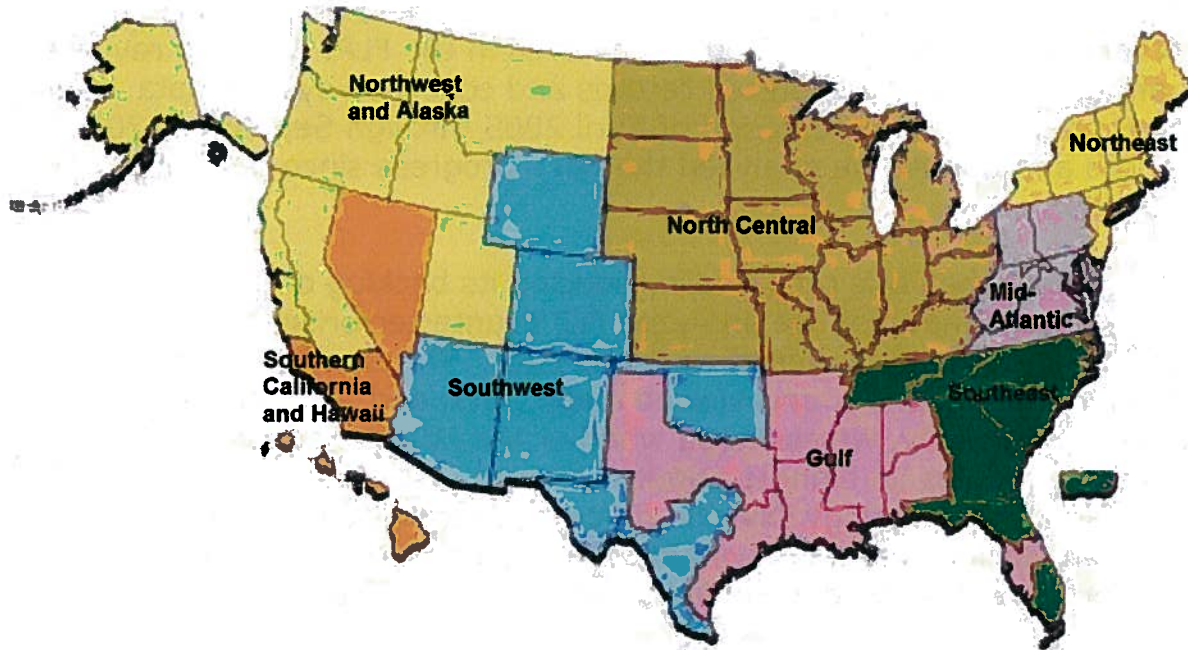 Northwest
and Alaska
Northeast
North Central
Mid-
Atlantic
Southern
California
and Hawaii
Southwest
Southeast
Gulf